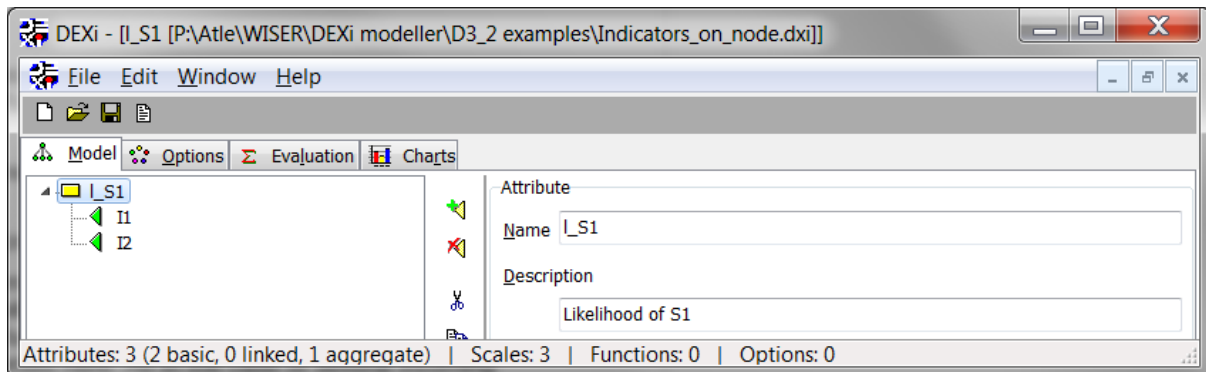 DEXi - [l_S1 [P:\Atle\WISER\DEXi modeller\D3_2 examples\Indicators_on_node.dxi]]
File Edit Window Help
Model Options Evaluation Charts
l_S1
I1
I2
Attribute
Name l_S1
Description
Likelihood of S1
Attributes: 3 (2 basic, 0 linked, 1 aggregate) | Scales: 3 | Functions: 0 | Options: 0